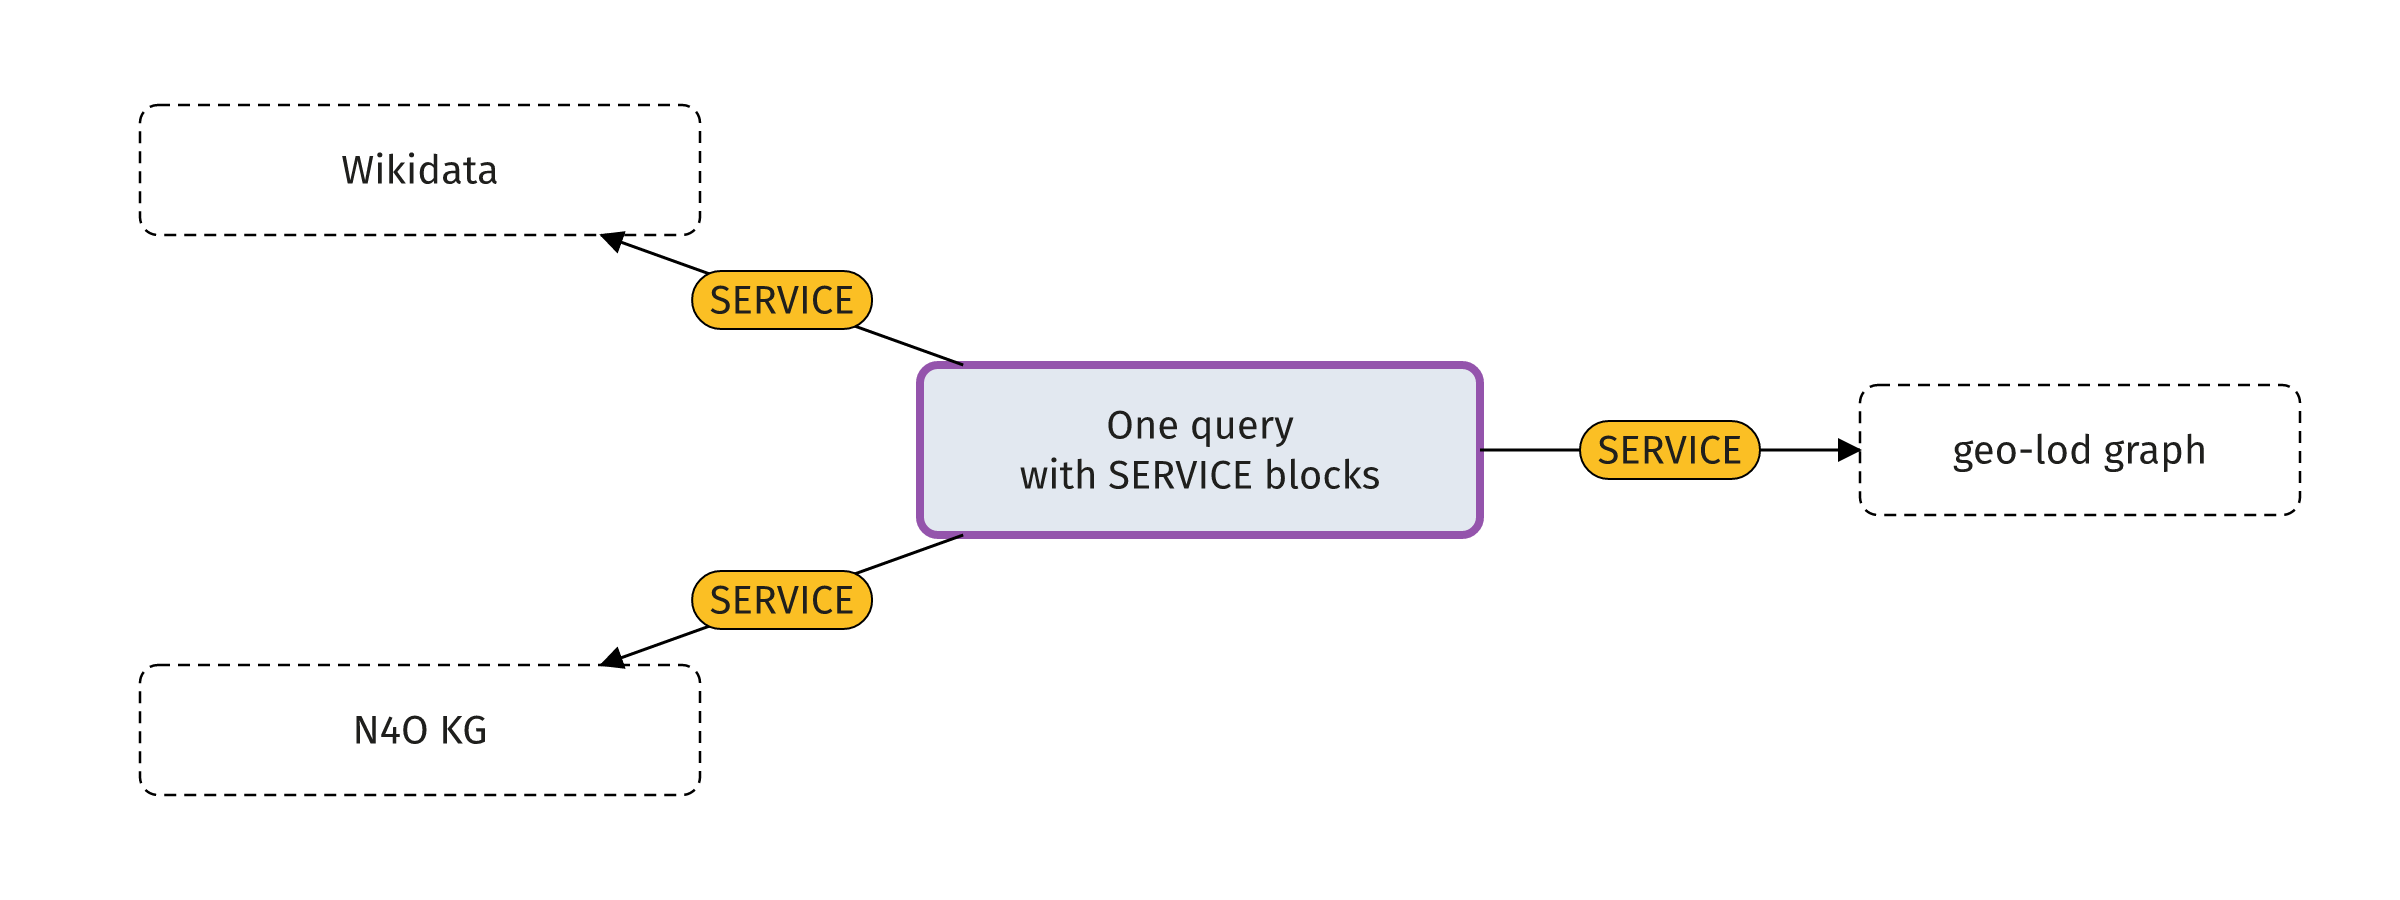 Wikidata
SERVICE
One query
with SERVICE blocks
SERVICE
geo-lod graph
SERVICE
N4O KG